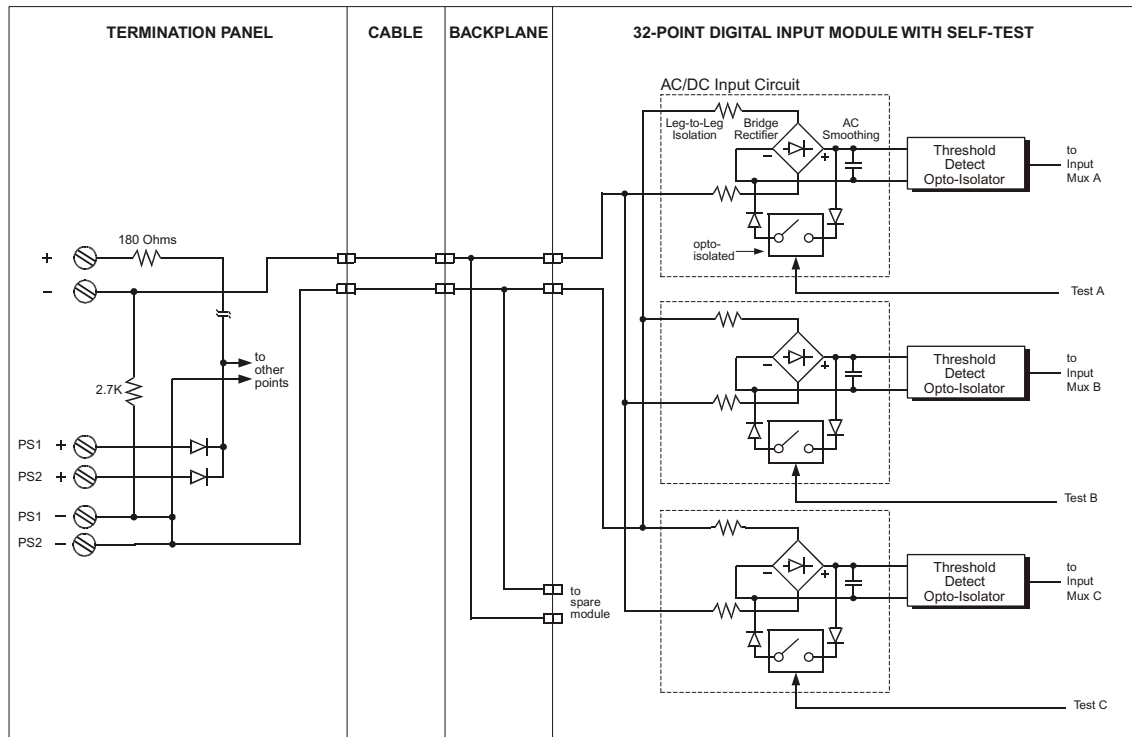 TERMINATION PANEL
CABLE
BACKPLANE
32-POINT DIGITAL INPUT MODULE WITH SELF-TEST
AC/DC Input Circuit
Leg-to-Leg
Isolation
Bridge
Rectifier
AC
Smoothing
− +
Threshold
Detect
Opto-Isolator
to
Input
Mux A
opto-
isolated
Test A
180 Ohms
+
−
2.7K
to
other
points
PS1 +
PS2 +
PS1 −
PS2 −
− +
Threshold
Detect
Opto-Isolator
to
Input
Mux B
Test B
to
spare
module
− +
Threshold
Detect
Opto-Isolator
to
Input
Mux C
Test C